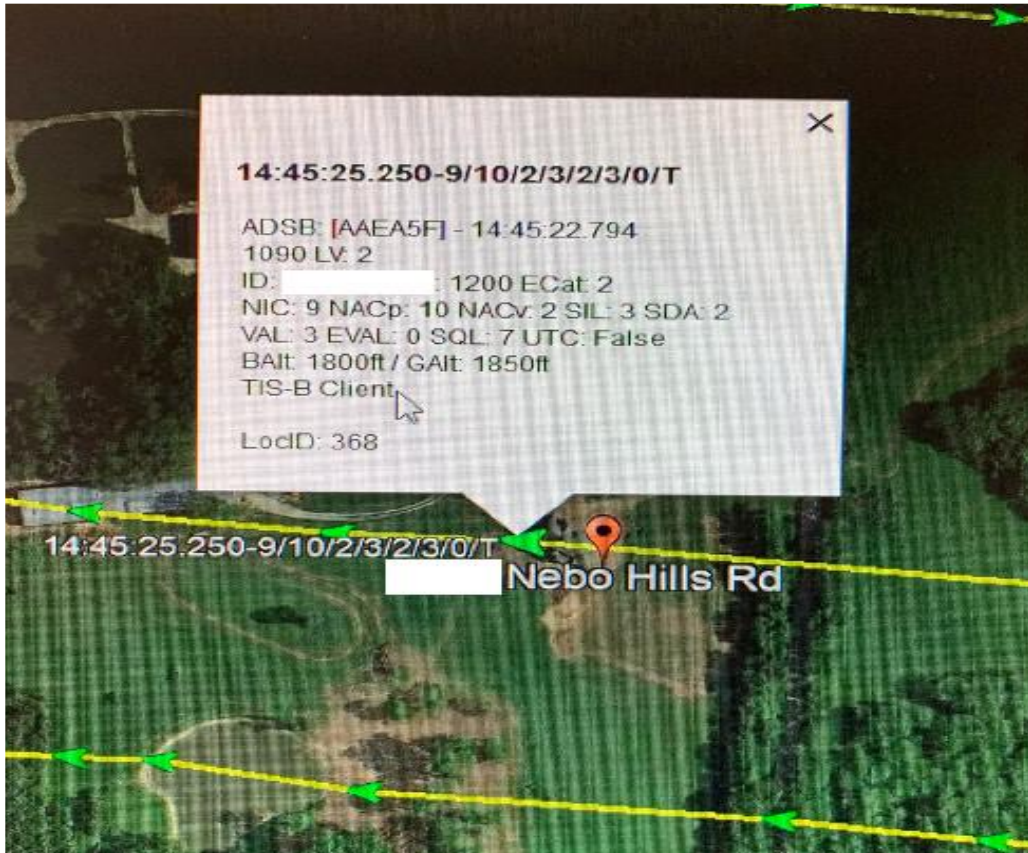 14:45:25.250-9/10/2/3/2/3/0/T
ADSB: [AAEA5F] - 14:45:22.794
1090 LV: 2
ID: : 1200 ECat: 2
NIC: 9 NACp: 10 NACv: 2 SIL: 3 SDA: 2
VAL: 3 EVAL: 0 SQL: 7 UTC: False
BAlt: 1800ft / GAlt: 1850ft
TIS-B Client
LocID: 368
14:45:25.250-9/10/2/3/2/3/0/T
Nebo Hills Rd